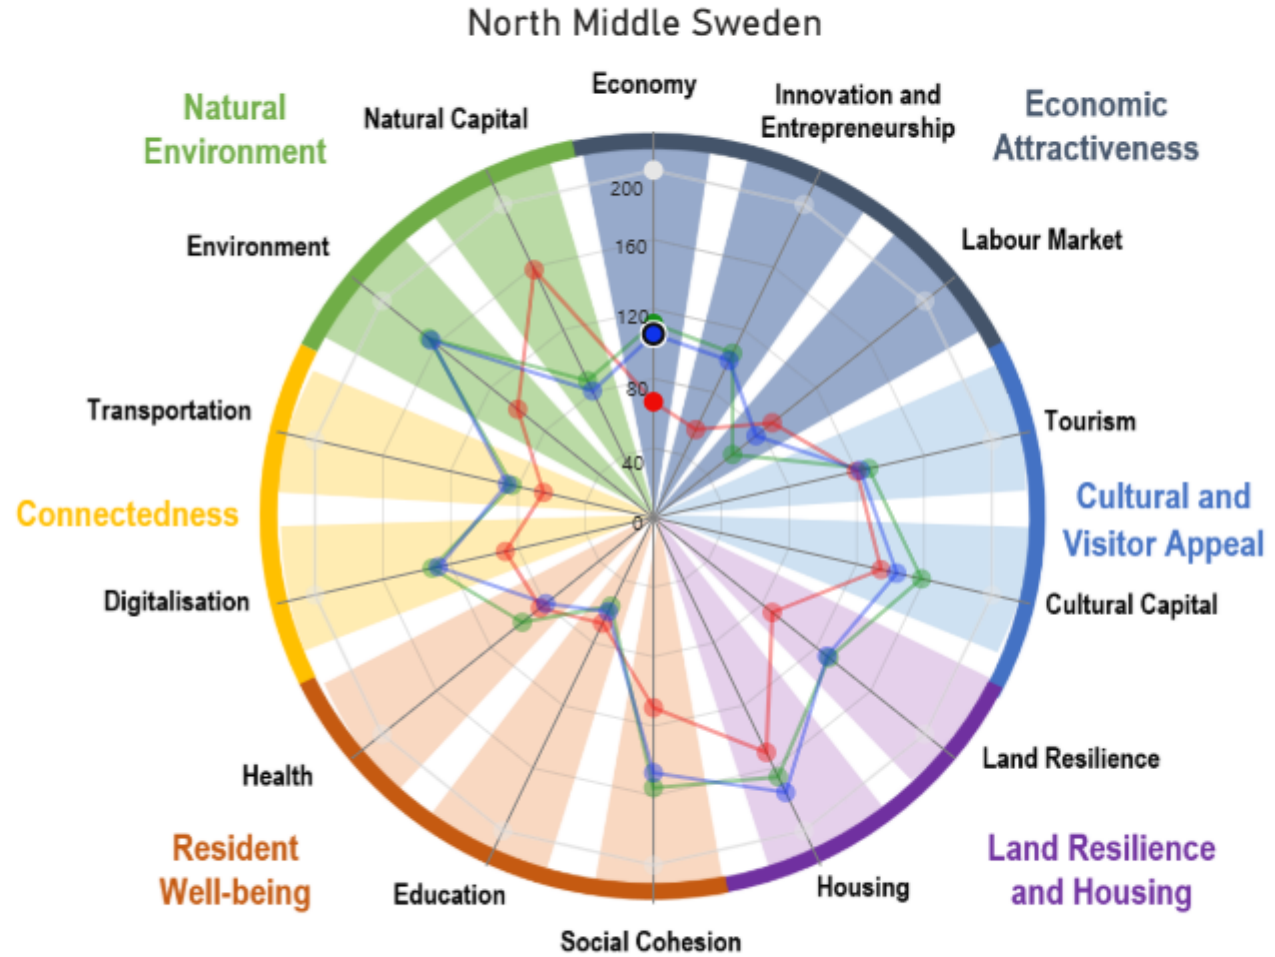 North Middle Sweden
Economy
Innovation and
Entrepreneurship
Economic
Attractiveness
Natural
Environment
Natural Capital
Environment
Labour Market
200
160
120
80
40
0
Transportation
Tourism
Connectedness
Cultural and
Visitor Appeal
Digitalisation
Cultural Capital
Health
Land Resilience
Resident
Well-being
Land Resilience
and Housing
Education
Housing
Social Cohesion